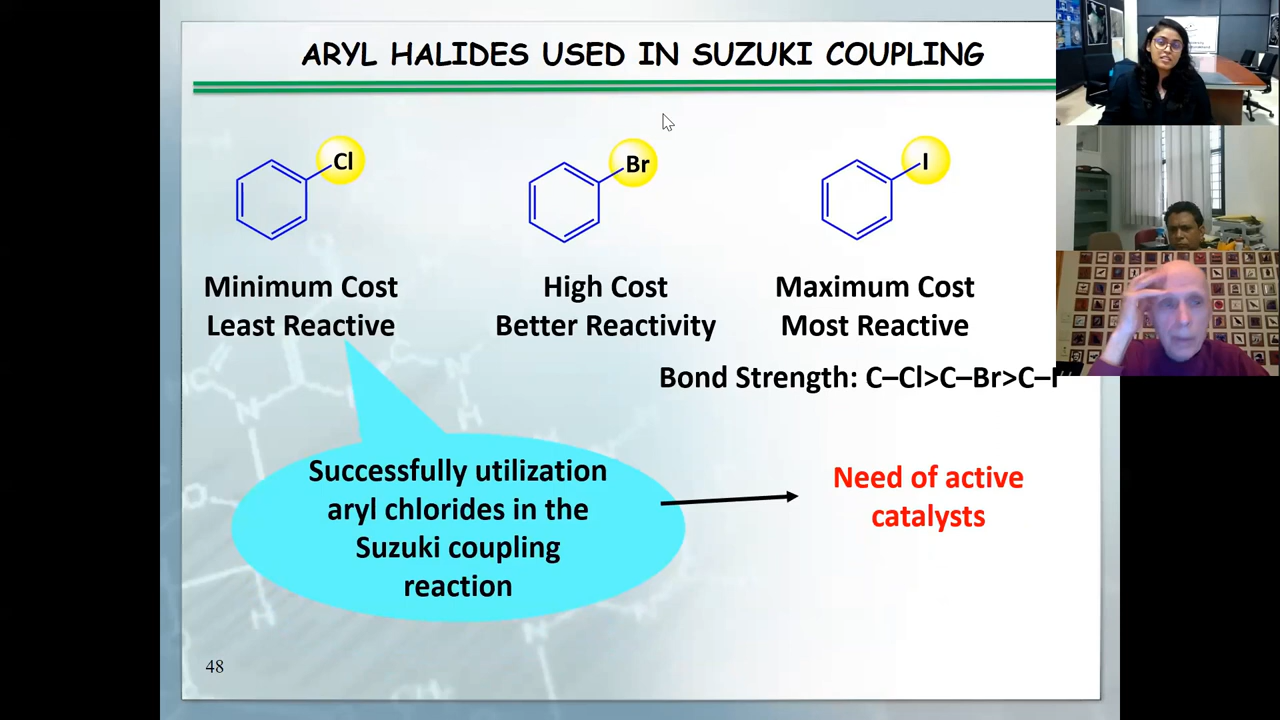 ARYL HALIDES USED IN SUZUKI COUPLING
Cl
Br
I
Minimum Cost
Least Reactive
High Cost
Better Reactivity
Maximum Cost
Most Reactive
Bond Strength: C–Cl>C–Br>C–I
Successfully utilization
aryl chlorides in the
Suzuki coupling
reaction
Need of active
catalysts
48